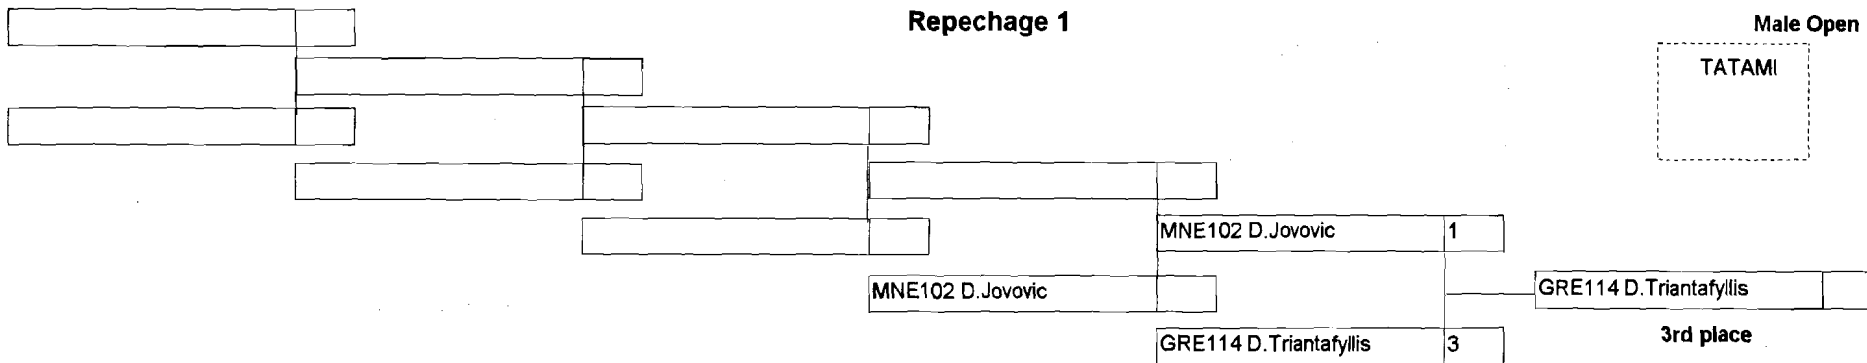 Repechage 1
Male Open
TATAMI
MNE102 D.Jovovic 1
MNE102 D.Jovovic
GRE114 D.Triantafyllis
GRE114 D.Triantafyllis 3
3rd place